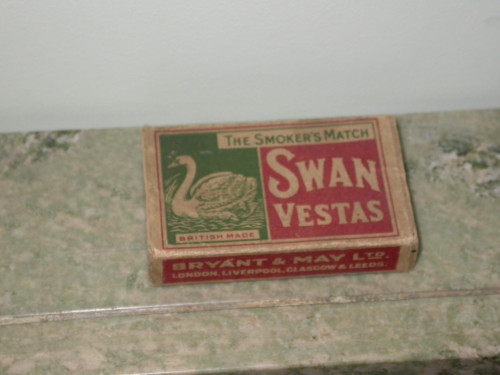 THE SMOKER'S MATCH
SWAN
VESTAS
BRITISH MADE
BRYANT & MAY LTD.
LONDON, LIVERPOOL, GLASGOW & LEEDS.